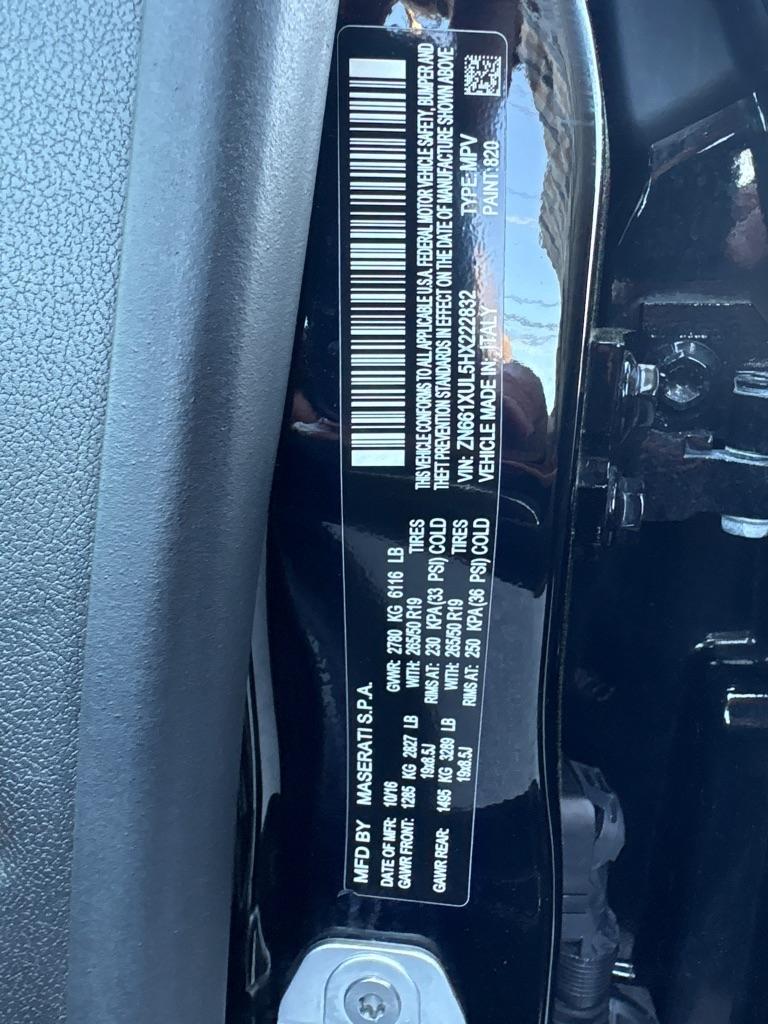 MFD BY MASERATI S.P.A.
DATE OF MFR: 10/16 GVWR: 2780 KG 6116 LB
GAWR FRONT: 1285 KG 2827 LB WITH: 265/50 R19 TIRES
19x8.5J RIMS AT: 230 KPA(33 PSI) COLD
GAWR REAR: 1495 KG 3289 LB WITH: 265/50 R19 TIRES
19x8.5J RIMS AT: 250 KPA(36 PSI) COLD
THIS VEHICLE CONFORMS TO ALL APPLICABLE U.S.A. FEDERAL MOTOR VEHICLE SAFETY, BUMPER AND
THEFT PREVENTION STANDARDS IN EFFECT ON THE DATE OF MANUFACTURE SHOWN ABOVE
VIN: ZN661XUL5HX222832 TYPE: MPV
VEHICLE MADE IN: ITALY PAINT: 820